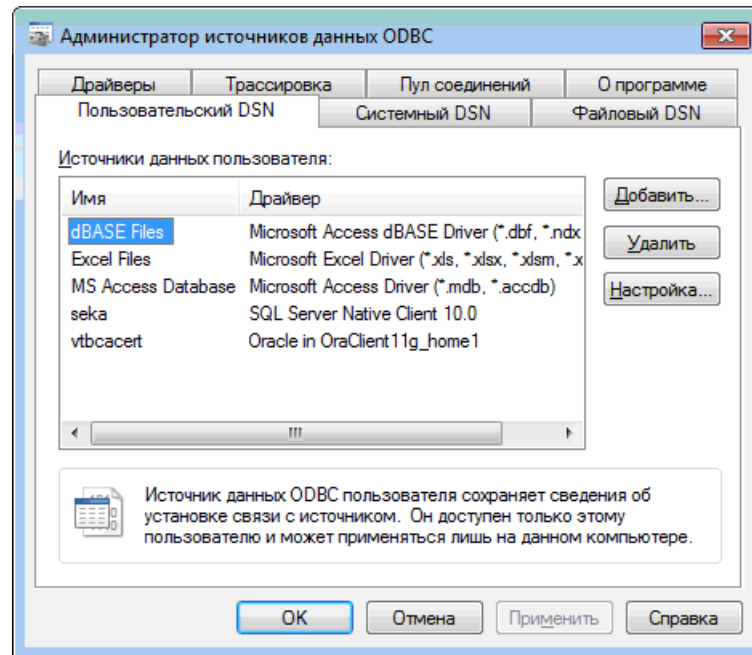 Администратор источников данных ODBC
Драйверы Трассировка Пул соединений О программе
Пользовательский DSN Системный DSN Файловый DSN
Источники данных пользователя:
Имя Драйвер
dBASE Files Microsoft Access dBASE Driver (*.dbf, *.ndx
Excel Files Microsoft Excel Driver (*.xls, *.xlsx, *.xlsm, *.x
MS Access Database Microsoft Access Driver (*.mdb, *.accdb)
seka SQL Server Native Client 10.0
vtbcacert Oracle in OraClient11g_home1
Добавить...
Удалить
Настройка...
Источник данных ODBC пользователя сохраняет сведения об
установке связи с источником. Он доступен только этому
пользователю и может применяться лишь на данном компьютере.
OK Отмена Применить Справка